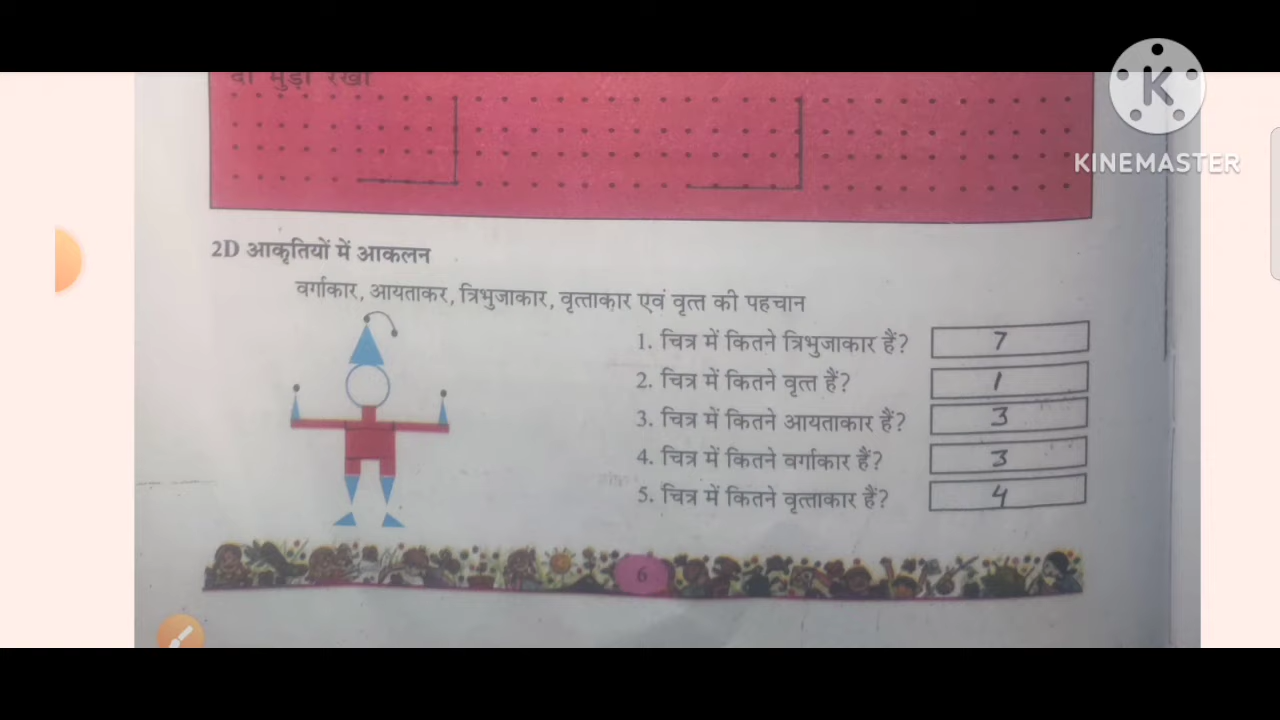 दो मुड़ी रेखा
K
KINEMASTER
2D आकृतियों में आकलन
वर्गाकार, आयताकर, त्रिभुजाकार, वृत्ताकार एवं वृत्त की पहचान
1. चित्र में कितने त्रिभुजाकार हैं? 7
2. चित्र में कितने वृत्त हैं? 1
3. चित्र में कितने आयताकार हैं? 3
4. चित्र में कितने वर्गाकार हैं? 3
5. चित्र में कितने वृत्ताकार हैं? 4
6